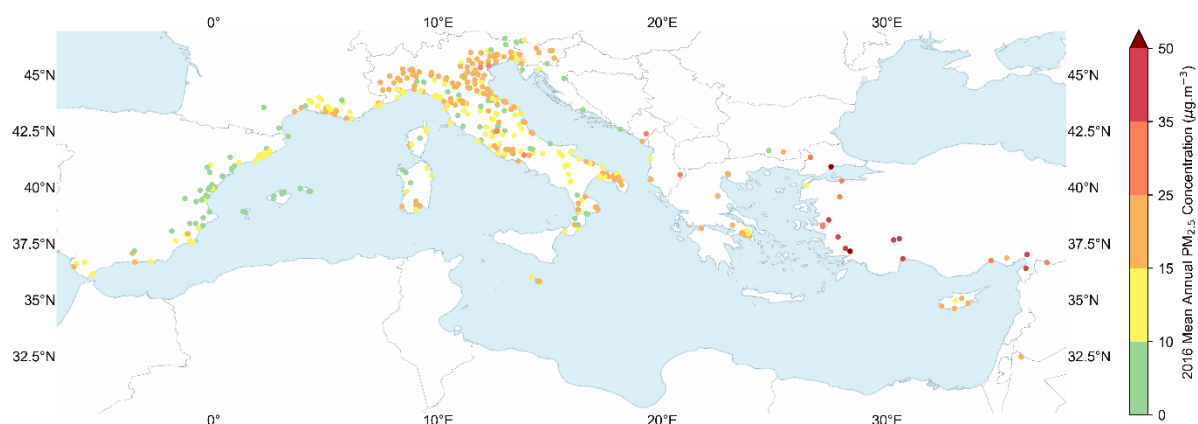 0° 10°E 20°E 30°E
45°N 45°N
42.5°N 42.5°N
40°N 40°N
37.5°N 37.5°N
35°N 35°N
32.5°N 32.5°N
0° 10°E 20°E 30°E
50
35
25
15
10
0
2016 Mean Annual PM₂.₅ Concentration (μg.m⁻³)